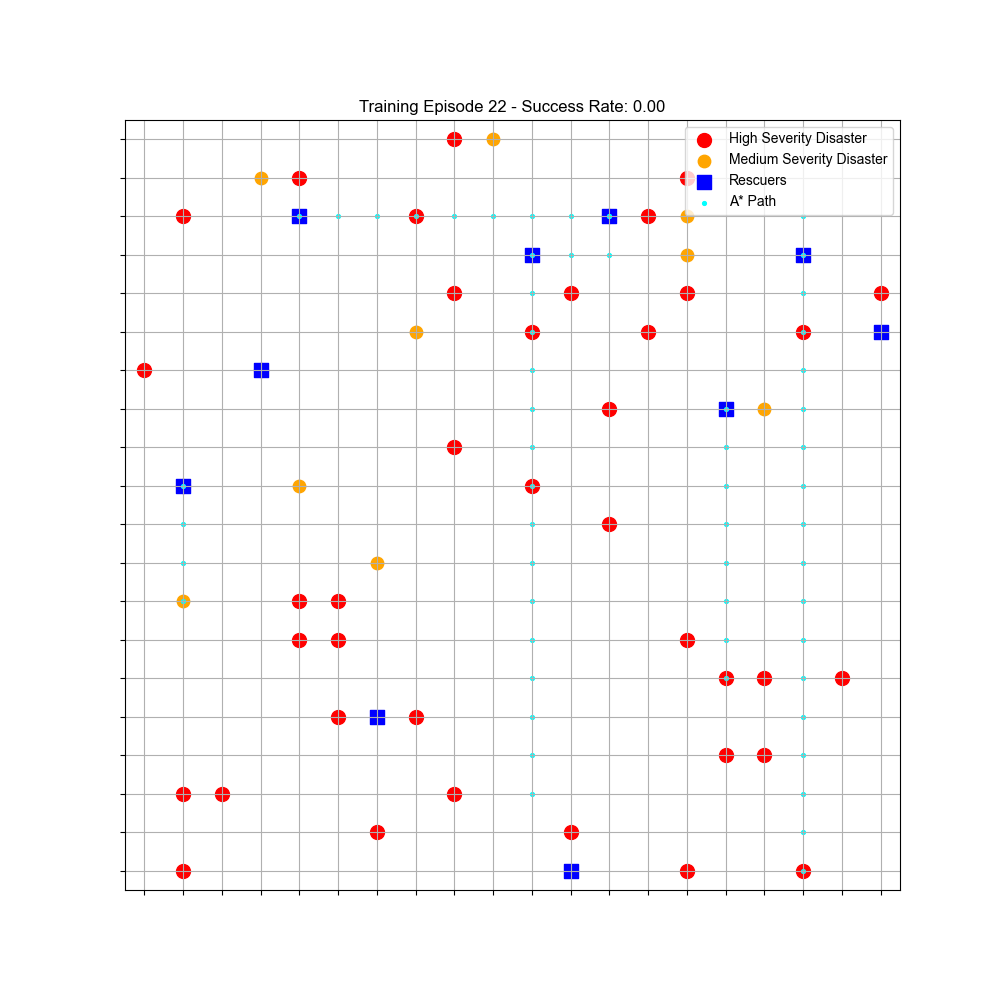 Training Episode 22 - Success Rate: 0.00
High Severity Disaster
Medium Severity Disaster
Rescuers
A* Path